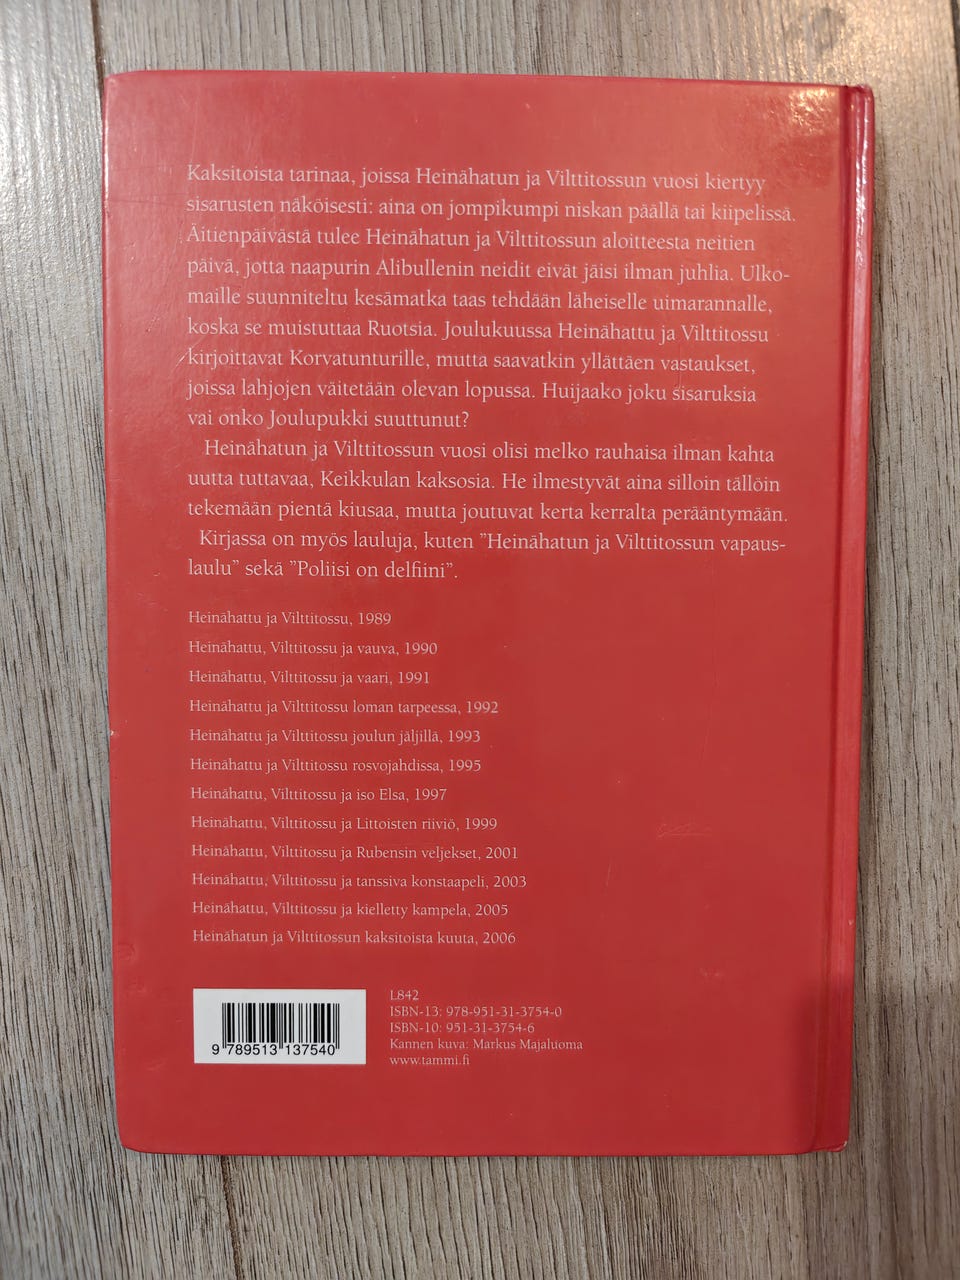 Kaksitoista tarinaa, joissa Heinähatun ja Vilttitossun vuosi kiertyy
sisarusten näköisesti: aina on jompikumpi niskan päällä tai kiipelissä.
Äitienpäivästä tulee Heinähatun ja Vilttitossun aloitteesta neitien
päivä, jotta naapurin Alibullenin neidit eivät jäisi ilman juhlia. Ulko-
maille suunniteltu kesämatka taas tehdään läheiselle uimarannalle,
koska se muistuttaa Ruotsia. Joulukuussa Heinähattu ja Vilttitossu
kirjoittavat Korvatunturille, mutta saavatkin yllättäen vastaukset,
joissa lahjojen väitetään olevan lopussa. Huijaako joku sisaruksia
vai onko Joulupukki suuttunut?
Heinähatun ja Vilttitossun vuosi olisi melko rauhaisa ilman kahta
uutta tuttavaa, Keikkulan kaksosia. He ilmestyvät aina silloin tällöin
tekemään pientä kiusaa, mutta joutuvat kerta kerralta perääntymään.
Kirjassa on myös lauluja, kuten ”Heinähatun ja Vilttitossun vapaus-
laulu” sekä ”Poliisi on delfiini”.
Heinähattu ja Vilttitossu, 1989
Heinähattu, Vilttitossu ja vauva, 1990
Heinähattu, Vilttitossu ja vaari, 1991
Heinähattu ja Vilttitossu loman tarpeessa, 1992
Heinähattu ja Vilttitossu joulun jäljillä, 1993
Heinähattu ja Vilttitossu rosvojahdissa, 1995
Heinähattu, Vilttitossu ja iso Elsa, 1997
Heinähattu, Vilttitossu ja Littoisten riiviö, 1999
Heinähattu, Vilttitossu ja Rubensin veljekset, 2001
Heinähattu, Vilttitossu ja tanssiva konstaapeli, 2003
Heinähattu, Vilttitossu ja kielletty kampela, 2005
Heinähatun ja Vilttitossun kaksitoista kuuta, 2006
L842
ISBN-13: 978-951-31-3754-0
ISBN-10: 951-31-3754-6
Kannen kuva: Markus Majaluoma
www.tammi.fi
9 789513 137540